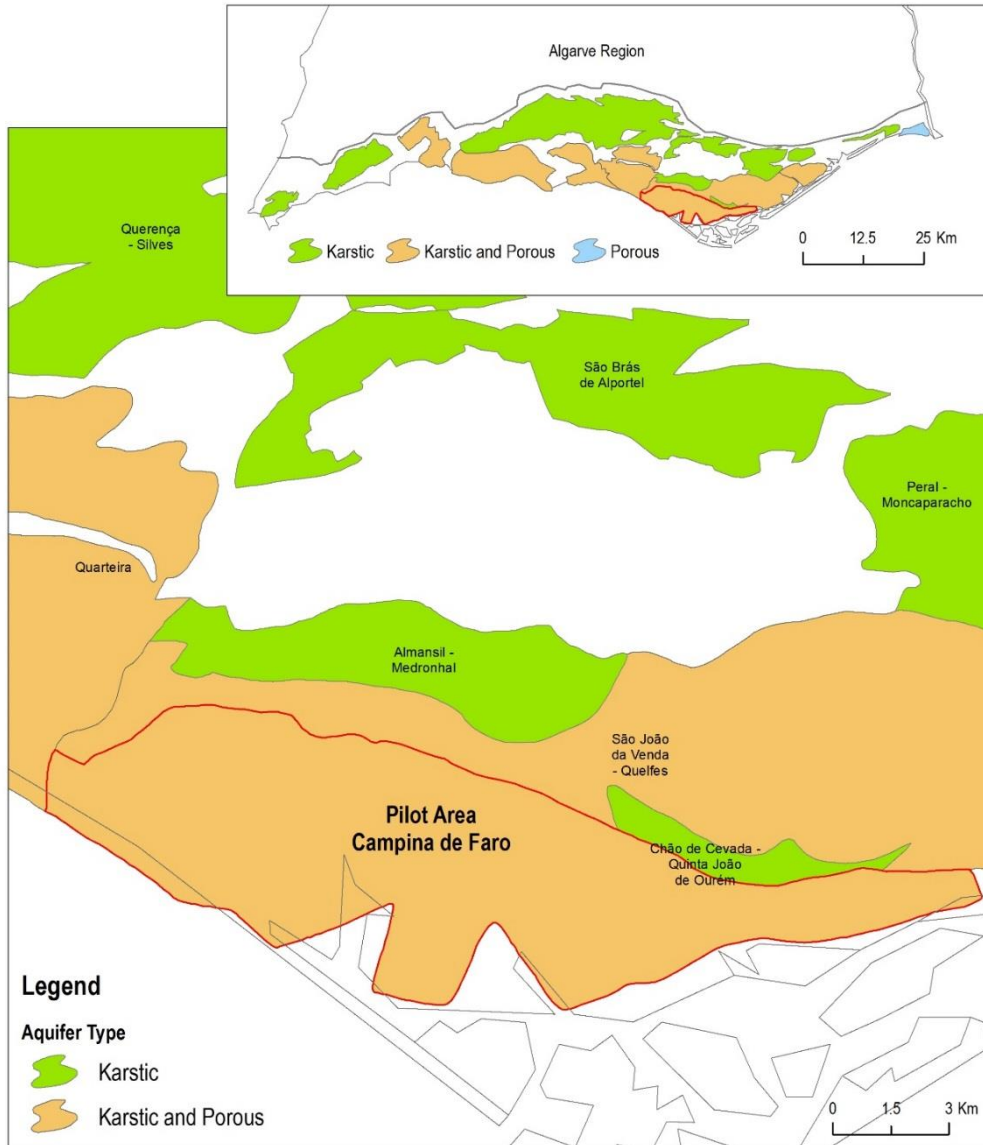 Algarve Region
Karstic
Karstic and Porous
Porous
0 12.5 25 Km
Querença
- Silves
São Brás
de Alportel
Peral -
Moncaparacho
Quarteira
Almansil -
Medronhal
São João
da Venda
- Quelfes
Pilot Area
Campina de Faro
Chão de Cevada -
Quinta João
de Ourém
Legend
Aquifer Type
Karstic
Karstic and Porous
0 1.5 3 Km